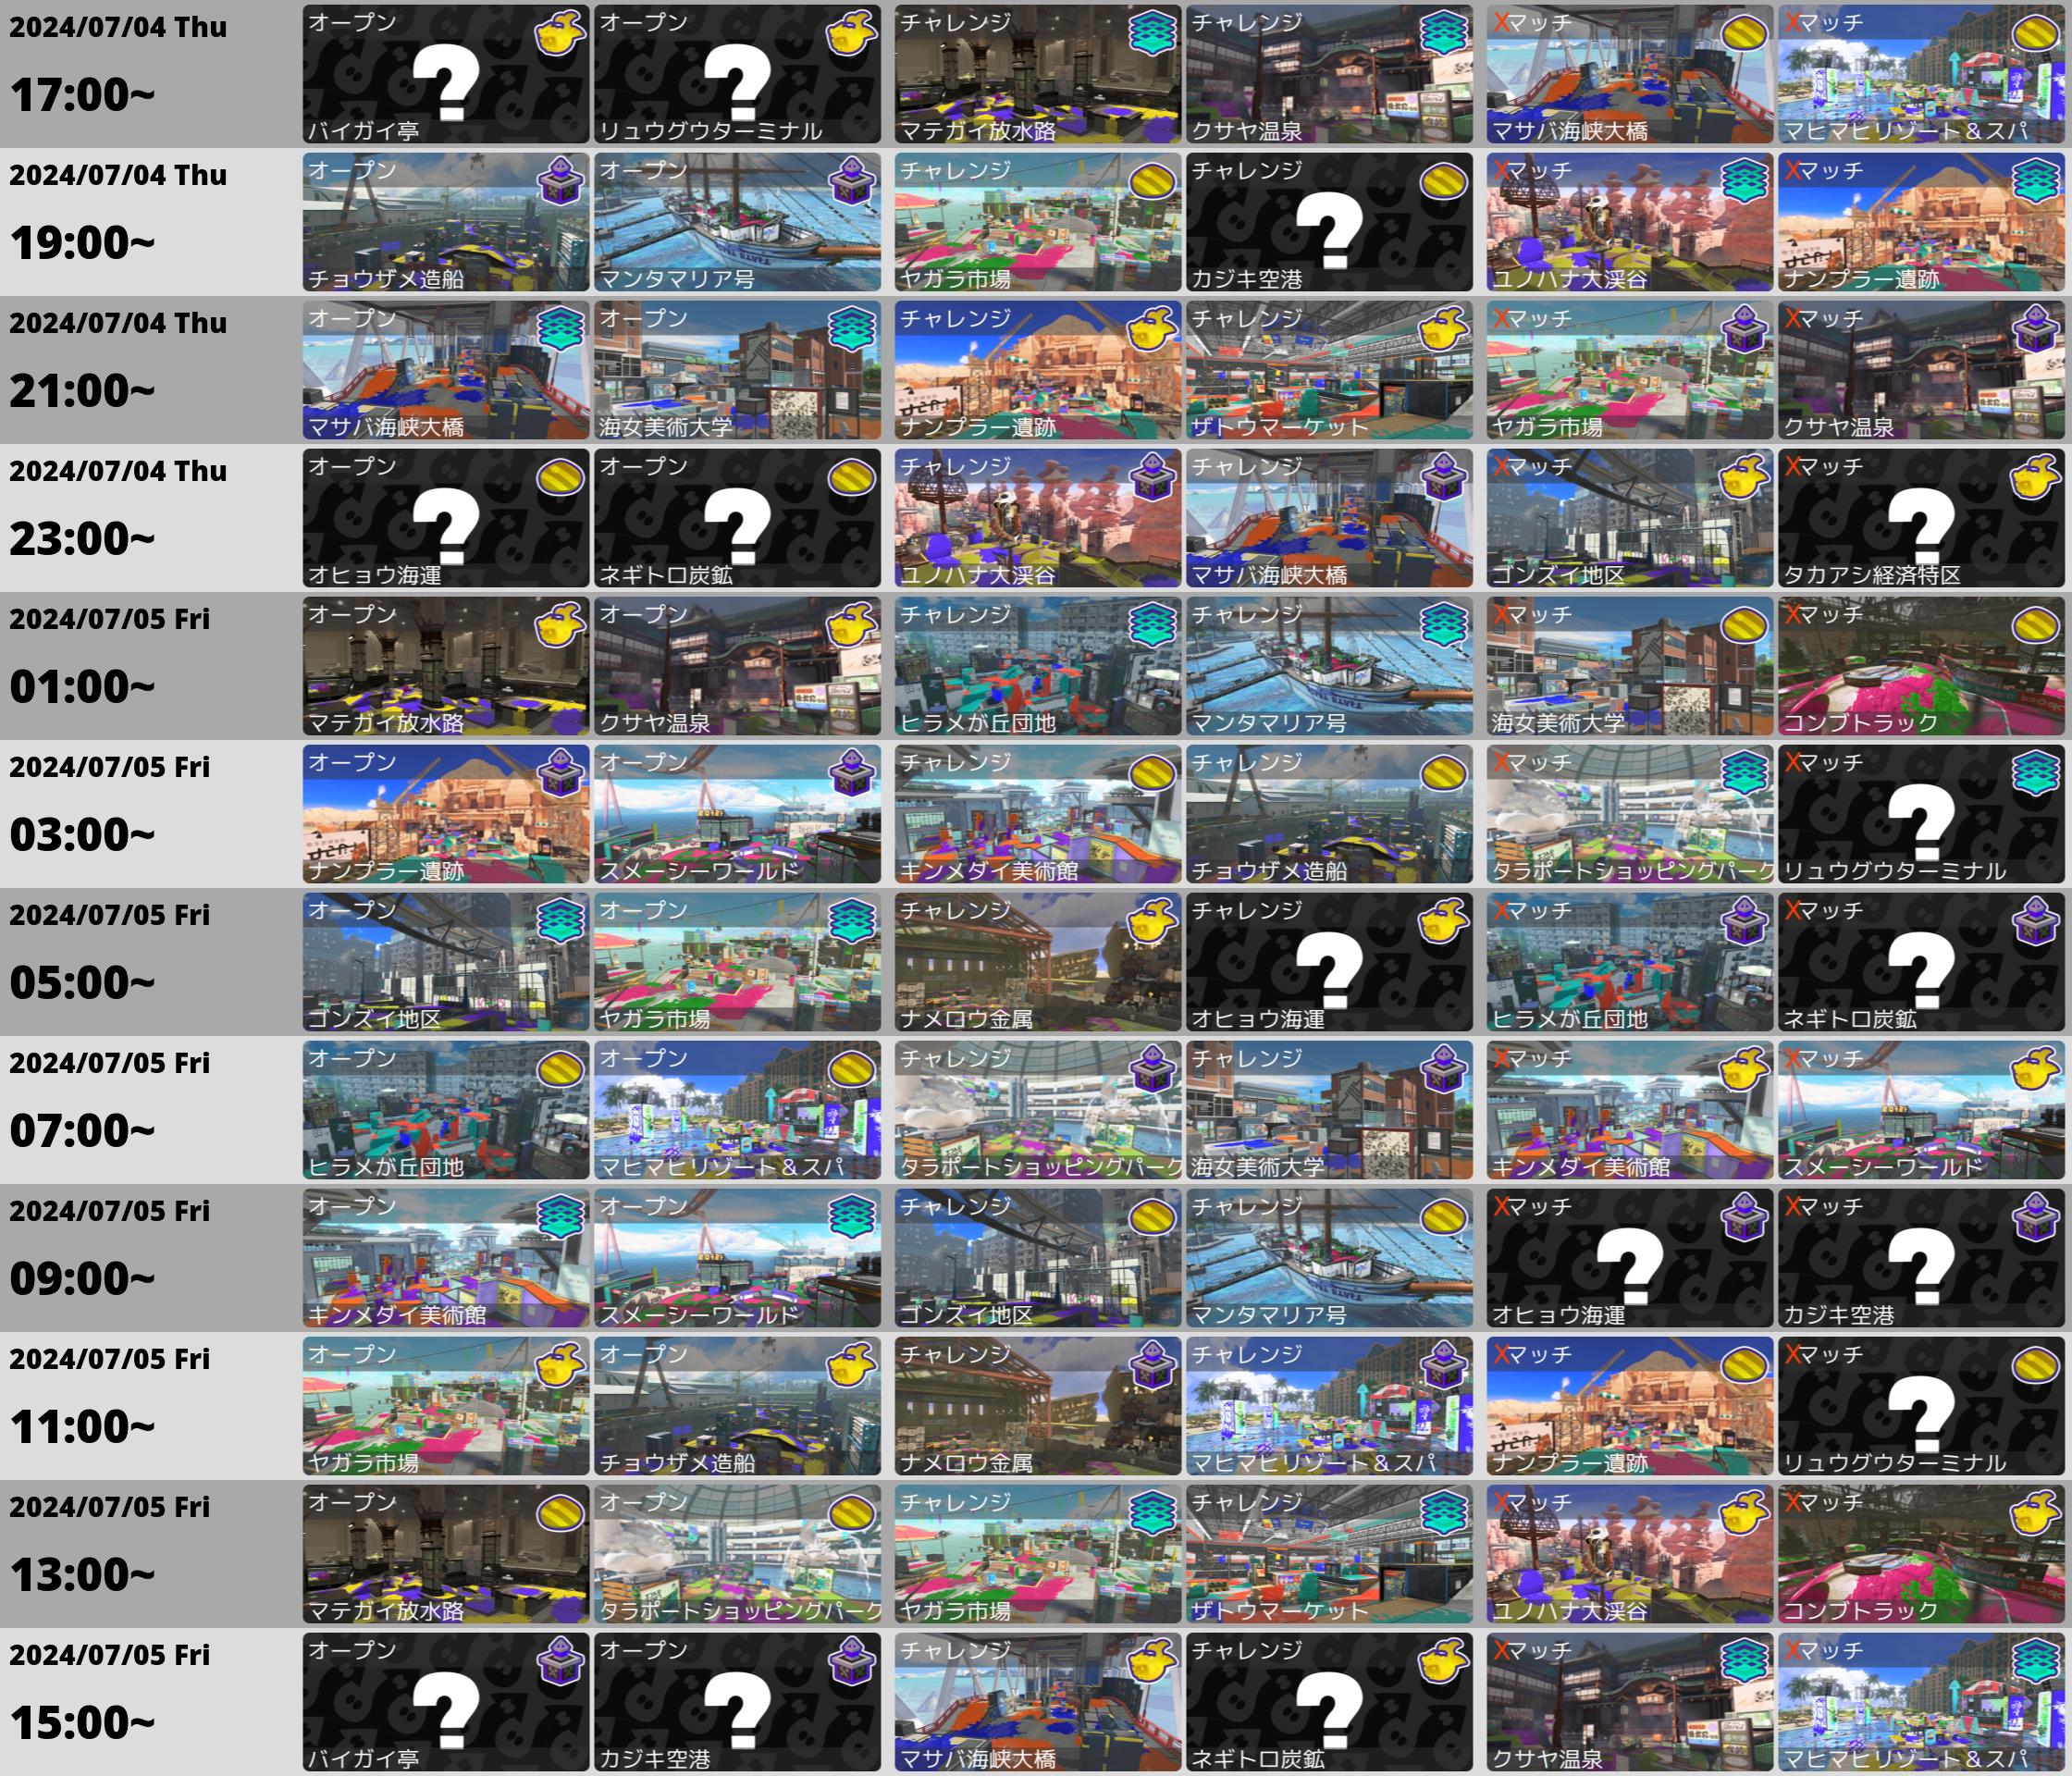 2024/07/04 Thu
17:00~
オープン
バイガイ亭
オープン
リュウグウターミナル
チャレンジ
マテガイ放水路
チャレンジ
クサヤ温泉
Xマッチ
マサバ海峡大橋
Xマッチ
マヒマヒリゾート＆スパ
2024/07/04 Thu
19:00~
オープン
チョウザメ造船
オープン
マンタマリア号
チャレンジ
ヤガラ市場
チャレンジ
カジキ空港
Xマッチ
ユノハナ大渓谷
Xマッチ
ナンプラー遺跡
2024/07/04 Thu
21:00~
オープン
マサバ海峡大橋
オープン
海女美術大学
チャレンジ
ナンプラー遺跡
チャレンジ
ザトウマーケット
Xマッチ
ヤガラ市場
Xマッチ
クサヤ温泉
2024/07/04 Thu
23:00~
オープン
オヒョウ海運
オープン
ネギトロ炭鉱
チャレンジ
ユノハナ大渓谷
チャレンジ
マサバ海峡大橋
Xマッチ
ゴンズイ地区
Xマッチ
タカアシ経済特区
2024/07/05 Fri
01:00~
オープン
マテガイ放水路
オープン
クサヤ温泉
チャレンジ
ヒラメが丘団地
チャレンジ
マンタマリア号
Xマッチ
海女美術大学
Xマッチ
コンブトラック
2024/07/05 Fri
03:00~
オープン
ナンプラー遺跡
オープン
スメーシーワールド
チャレンジ
キンメダイ美術館
チャレンジ
チョウザメ造船
Xマッチ
タラポートショッピングパーク
Xマッチ
リュウグウターミナル
2024/07/05 Fri
05:00~
オープン
ゴンズイ地区
オープン
ヤガラ市場
チャレンジ
ナメロウ金属
チャレンジ
オヒョウ海運
Xマッチ
ヒラメが丘団地
Xマッチ
ネギトロ炭鉱
2024/07/05 Fri
07:00~
オープン
ヒラメが丘団地
オープン
マヒマヒリゾート＆スパ
チャレンジ
タラポートショッピングパーク
チャレンジ
海女美術大学
Xマッチ
キンメダイ美術館
Xマッチ
スメーシーワールド
2024/07/05 Fri
09:00~
オープン
キンメダイ美術館
オープン
スメーシーワールド
チャレンジ
ゴンズイ地区
チャレンジ
マンタマリア号
Xマッチ
オヒョウ海運
Xマッチ
カジキ空港
2024/07/05 Fri
11:00~
オープン
ヤガラ市場
オープン
チョウザメ造船
チャレンジ
ナメロウ金属
チャレンジ
マヒマヒリゾート＆スパ
Xマッチ
ナンプラー遺跡
Xマッチ
リュウグウターミナル
2024/07/05 Fri
13:00~
オープン
マテガイ放水路
オープン
タラポートショッピングパーク
チャレンジ
ヤガラ市場
チャレンジ
ザトウマーケット
Xマッチ
ユノハナ大渓谷
Xマッチ
コンブトラック
2024/07/05 Fri
15:00~
オープン
バイガイ亭
オープン
カジキ空港
チャレンジ
マサバ海峡大橋
チャレンジ
ネギトロ炭鉱
Xマッチ
クサヤ温泉
Xマッチ
マヒマヒリゾート＆スパ